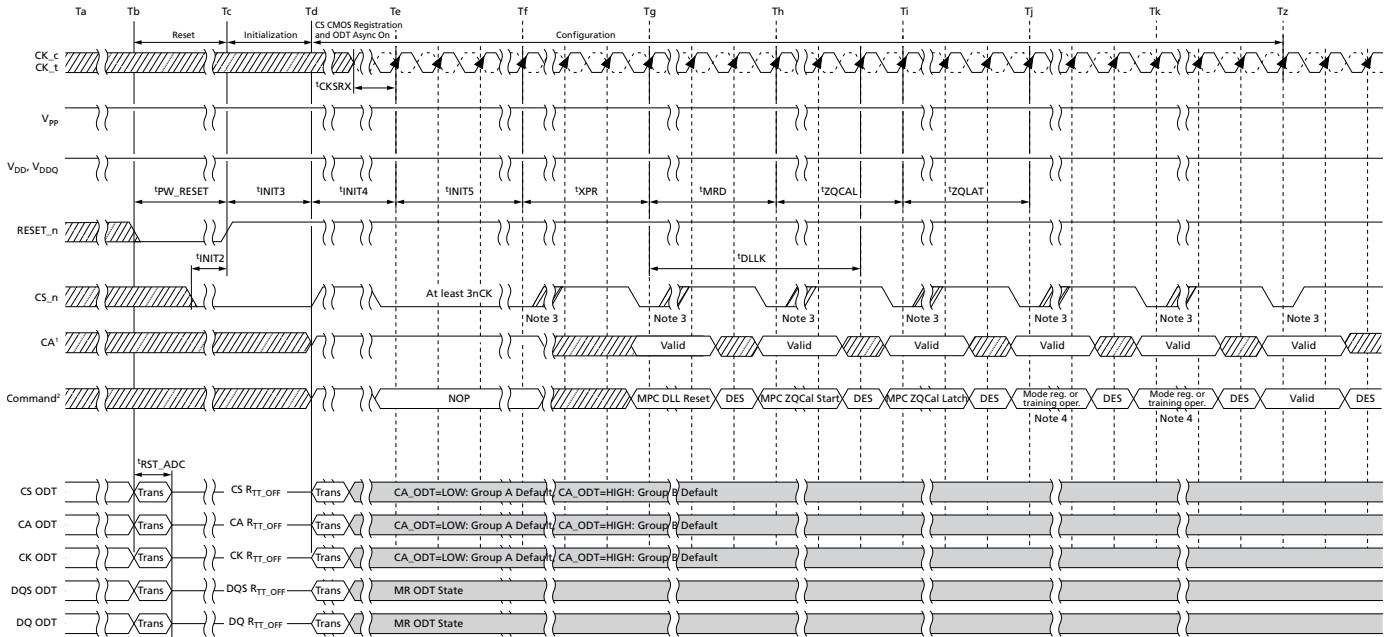 Ta Tb Tc Td Te Tf Tg Th Ti Tj Tk Tz
Reset Initialization CS CMOS Registration and ODT Async On Configuration
CK_c
CK_t
tCKSRX
VPP
VDD, VDDQ
tPW_RESET tINIT3 tINIT4 tINIT5 tXPR tMRD tZQCAL tZQLAT
RESET_n
tINIT2 tDLLK
CS_n At least 3nCK
Note 3 Note 3 Note 3 Note 3 Note 3 Note 3 Note 3
CA1 Valid Valid Valid Valid Valid Valid
Command2 NOP MPC DLL Reset DES MPC ZQCal Start DES MPC ZQCal Latch DES Mode reg. or training oper. DES Mode reg. or training oper. DES Valid DES
Note 4 Note 4
tRST_ADC
CS ODT Trans CS RTT_OFF Trans CA_ODT=LOW: Group A Default, CA_ODT=HIGH: Group B Default
CA ODT Trans CA RTT_OFF Trans CA_ODT=LOW: Group A Default, CA_ODT=HIGH: Group B Default
CK ODT Trans CK RTT_OFF Trans CA_ODT=LOW: Group A Default, CA_ODT=HIGH: Group B Default
DQS ODT Trans DQS RTT_OFF Trans MR ODT State
DQ ODT Trans DQ RTT_OFF Trans MR ODT State